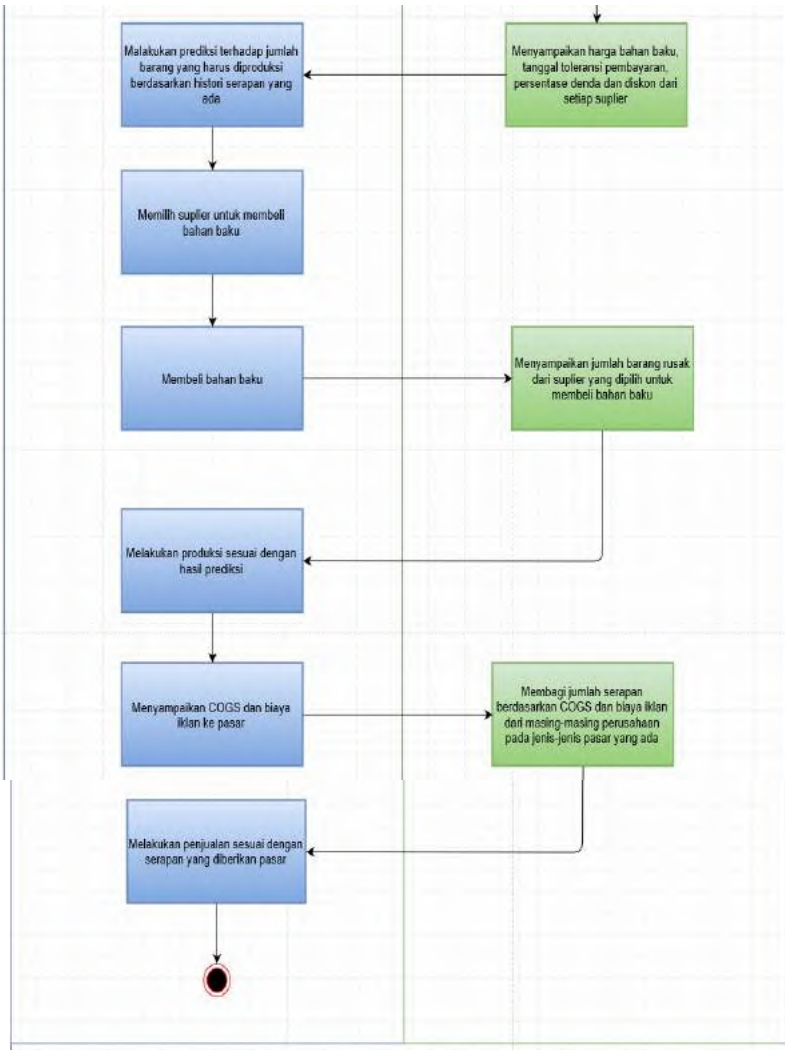 Malakukan prediksi terhadap jumlah
barang yang harus diproduksi
berdasarkan histori serapan yang
ada
Menyampaikan harga bahan baku,
tanggal toleransi pembayaran,
persentase denda dan diskon dari
setiap suplier
Memilih suplier untuk membeli
bahan baku
Membeli bahan baku
Menyampaikan jumlah barang rusak
dari suplier yang dipilih untuk
membeli bahan baku
Melakukan produksi sesuai dengan
hasil prediksi
Menyampaikan COGS dan biaya
iklan ke pasar
Membagi jumlah serapan
berdasarkan COGS dan biaya iklan
dari masing-masing perusahaan
pada jenis-jenis pasar yang ada
Melakukan penjualan sesuai dengan
serapan yang diberikan pasar